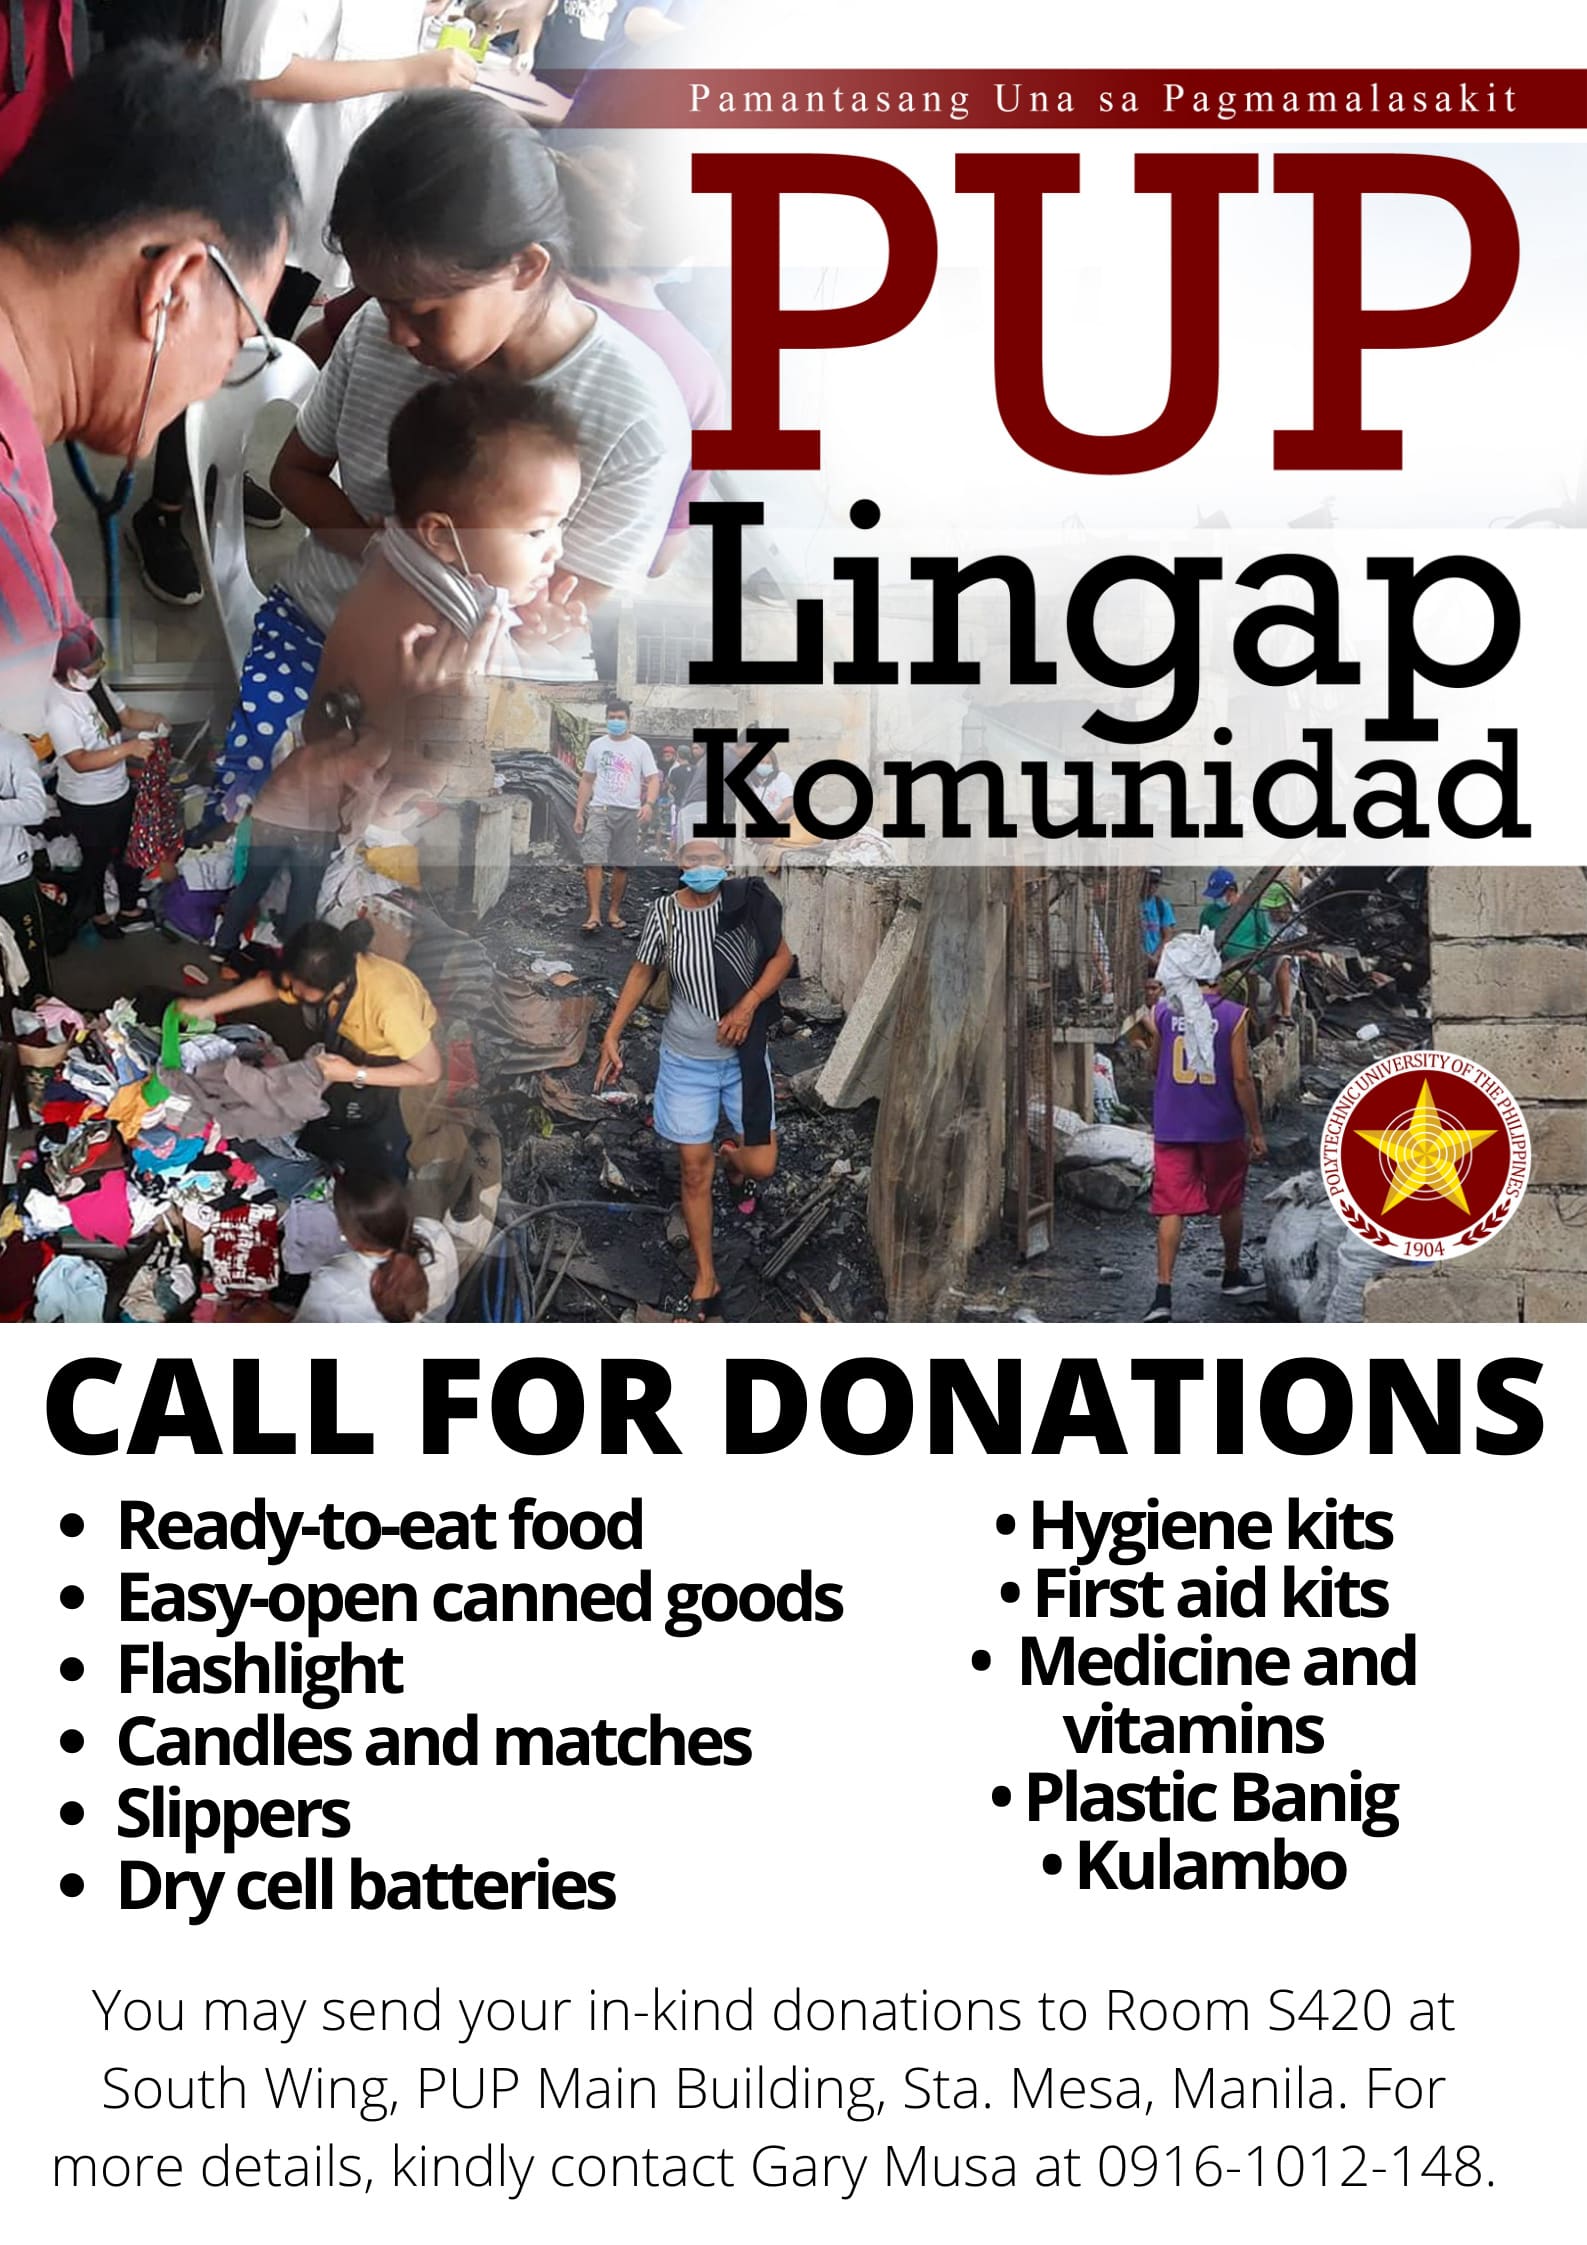 Pamantasang Una sa Pagmamalasakit
PUP
Lingap
Komunidad
POLYTECHNIC UNIVERSITY OF THE PHILIPPINES
1904
CALL FOR DONATIONS
• Ready-to-eat food
• Easy-open canned goods
• Flashlight
• Candles and matches
• Slippers
• Dry cell batteries
• Hygiene kits
• First aid kits
• Medicine and
vitamins
• Plastic Banig
• Kulambo
You may send your in-kind donations to Room S420 at
South Wing, PUP Main Building, Sta. Mesa, Manila. For
more details, kindly contact Gary Musa at 0916-1012-148.